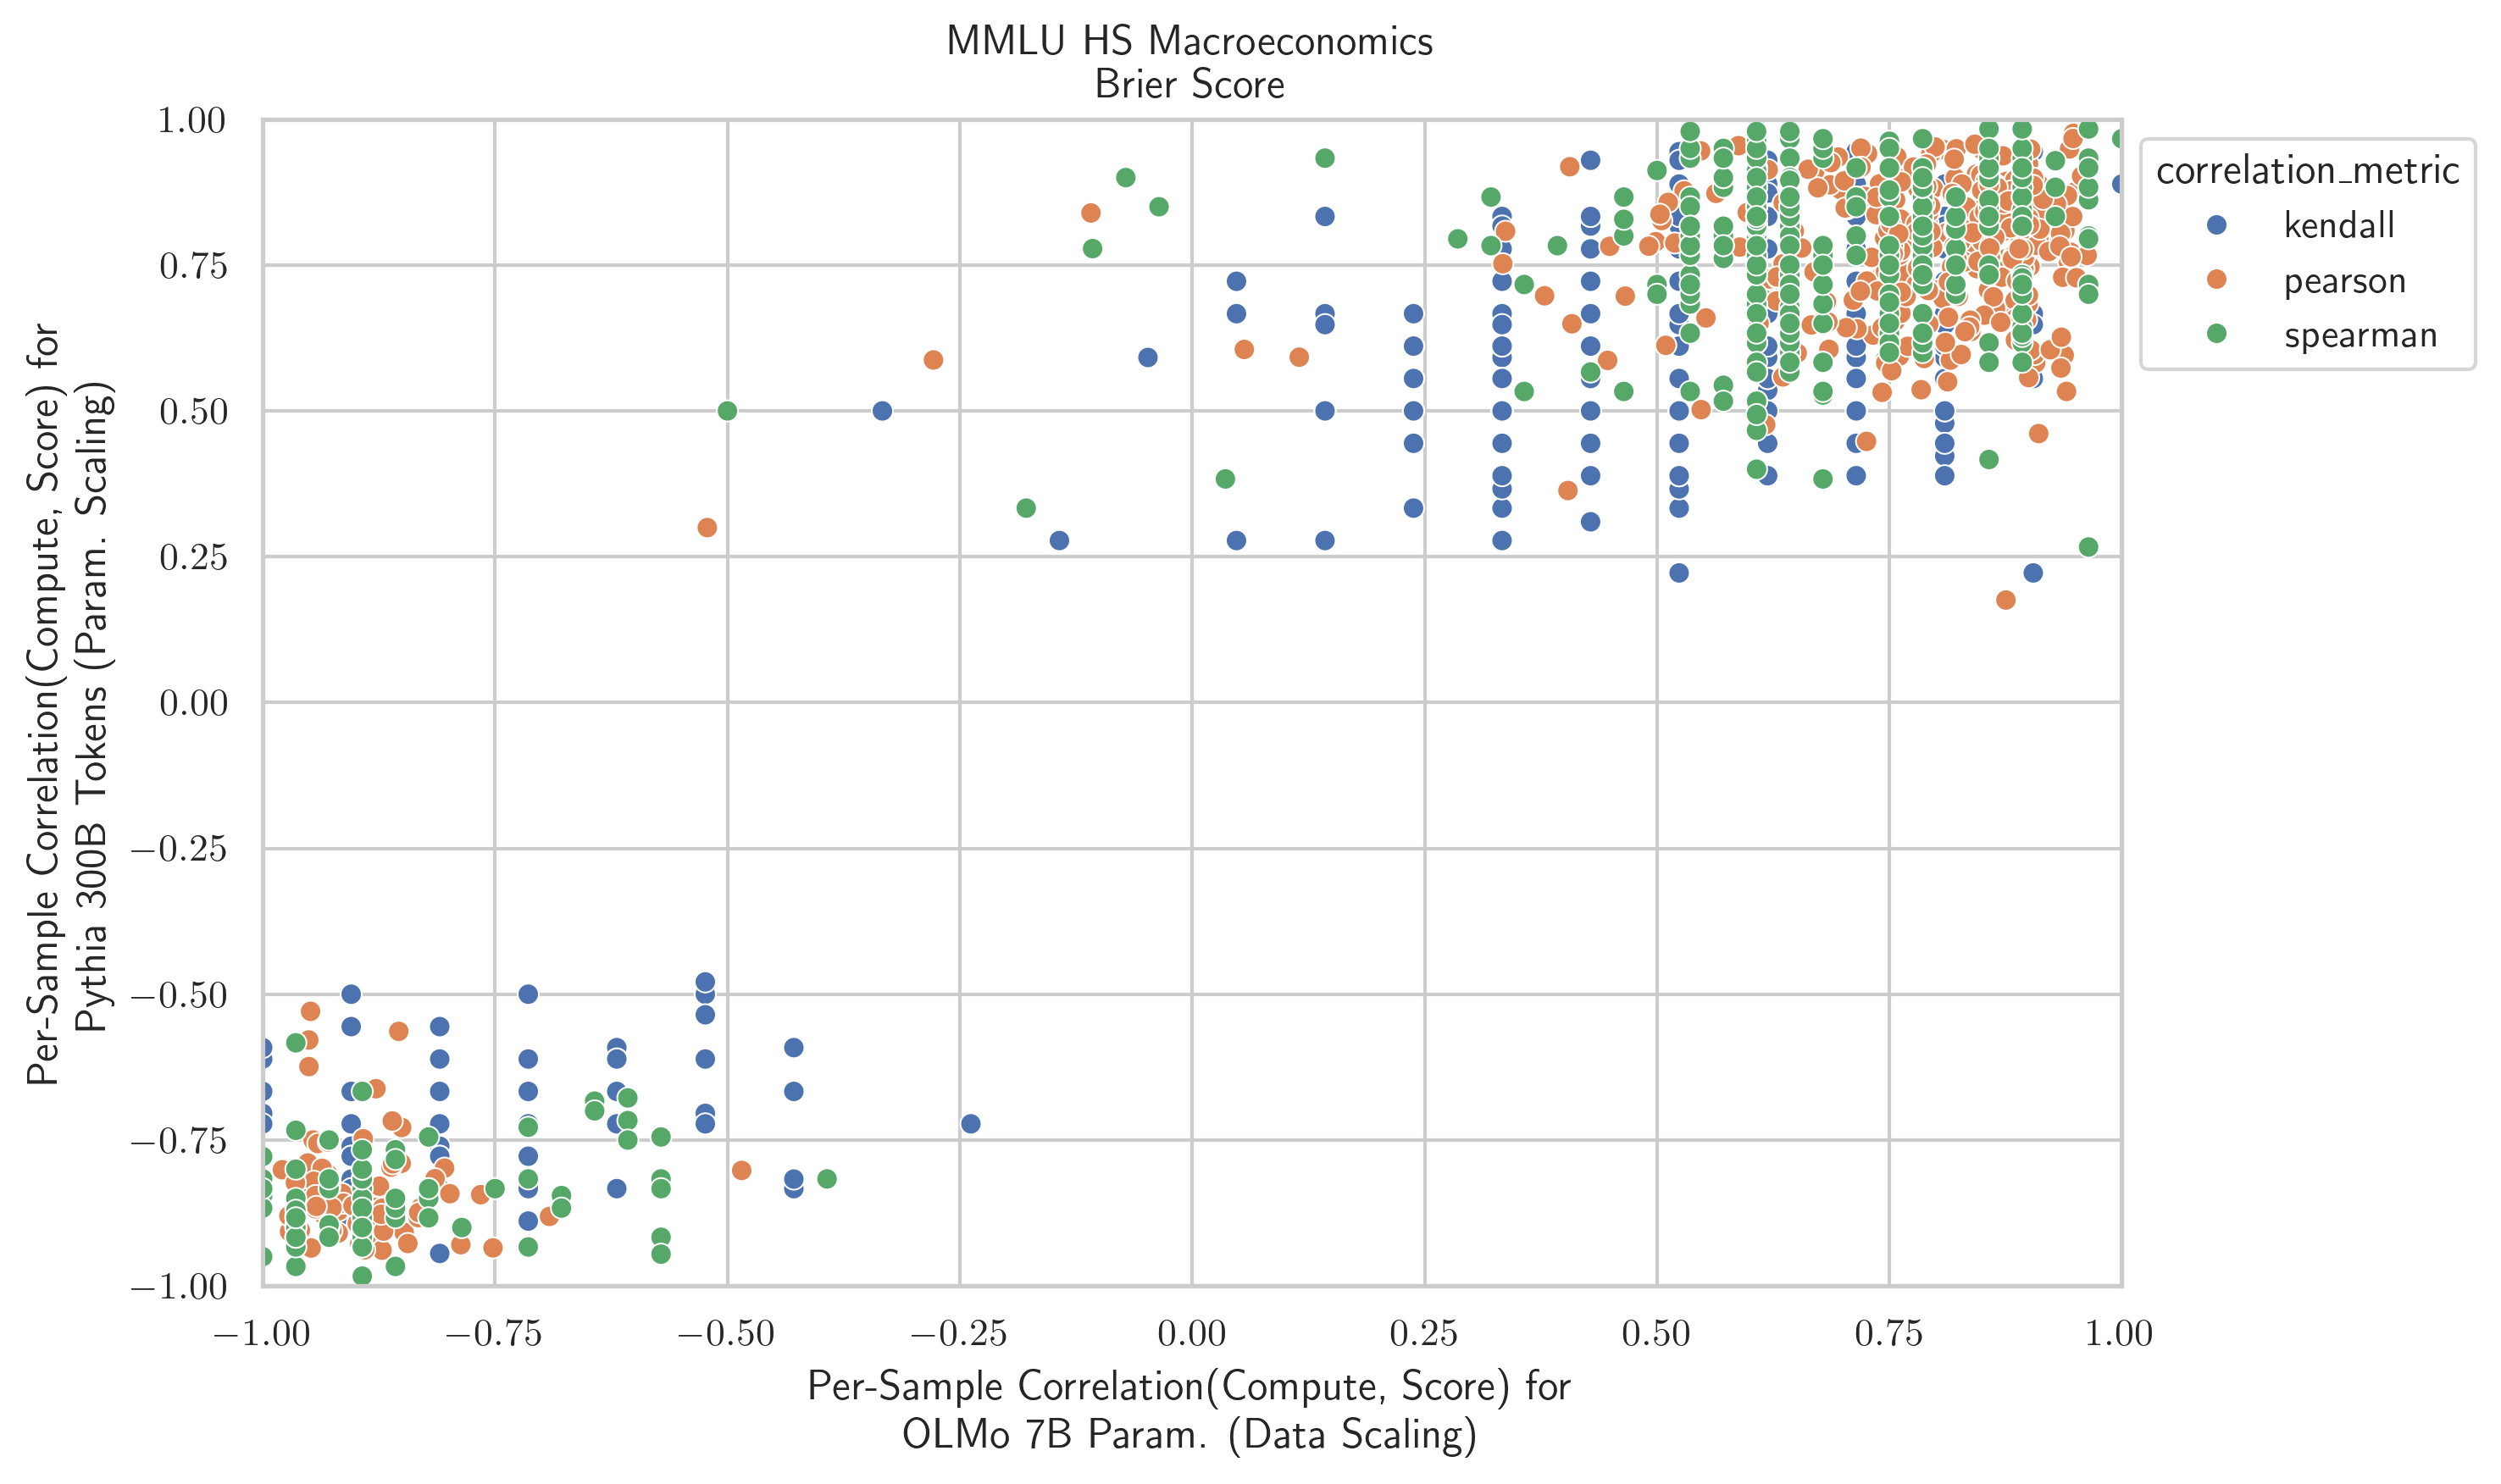 MMLU HS Macroeconomics
Brier Score
Per-Sample Correlation(Compute, Score) for
Pythia 300B Tokens (Param. Scaling)
1.00
0.75
0.50
0.25
0.00
−0.25
−0.50
−0.75
−1.00
−1.00 −0.75 −0.50 −0.25 0.00 0.25 0.50 0.75 1.00
Per-Sample Correlation(Compute, Score) for
OLMo 7B Param. (Data Scaling)
correlation_metric
kendall
pearson
spearman